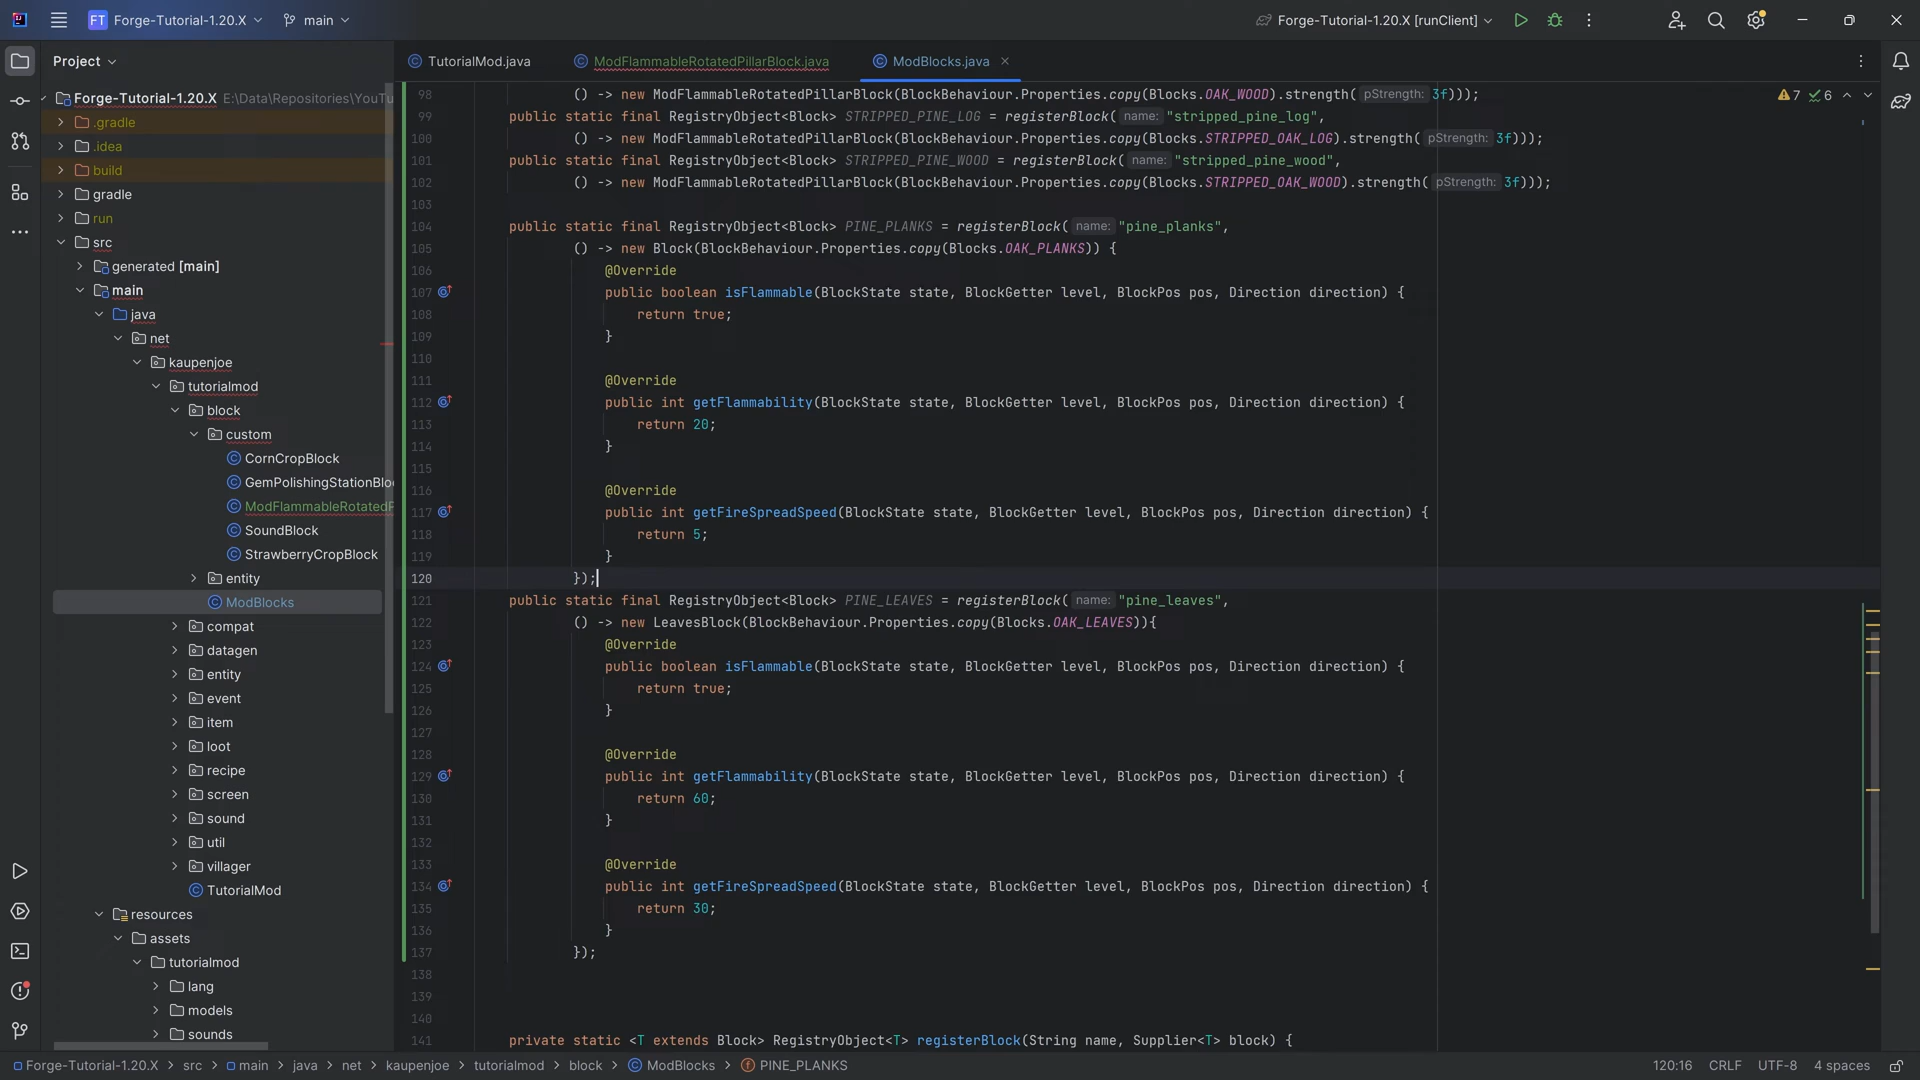 FT Forge-Tutorial-1.20.X main Forge-Tutorial-1.20.X [runClient]
Project
TutorialMod.java ModFlammableRotatedPillarBlock.java ModBlocks.java
Forge-Tutorial-1.20.X E:\Data\Repositories\YouTu
.gradle
.idea
build
gradle
run
src
generated [main]
main
java
net
kaupenjoe
tutorialmod
block
custom
CornCropBlock
GemPolishingStationBlo
ModFlammableRotatedP
SoundBlock
StrawberryCropBlock
entity
ModBlocks
compat
datagen
entity
event
item
loot
recipe
screen
sound
util
villager
TutorialMod
resources
assets
tutorialmod
lang
models
sounds
7 6
98 () -> new ModFlammableRotatedPillarBlock(BlockBehaviour.Properties.copy(Blocks.OAK_WOOD).strength( pStrength: 3f)));
99 public static final RegistryObject<Block> STRIPPED_PINE_LOG = registerBlock( name: "stripped_pine_log",
100 () -> new ModFlammableRotatedPillarBlock(BlockBehaviour.Properties.copy(Blocks.STRIPPED_OAK_LOG).strength( pStrength: 3f)));
101 public static final RegistryObject<Block> STRIPPED_PINE_WOOD = registerBlock( name: "stripped_pine_wood",
102 () -> new ModFlammableRotatedPillarBlock(BlockBehaviour.Properties.copy(Blocks.STRIPPED_OAK_WOOD).strength( pStrength: 3f)));
103
104 public static final RegistryObject<Block> PINE_PLANKS = registerBlock( name: "pine_planks",
105 () -> new Block(BlockBehaviour.Properties.copy(Blocks.OAK_PLANKS)) {
106 @Override
107 public boolean isFlammable(BlockState state, BlockGetter level, BlockPos pos, Direction direction) {
108 return true;
109 }
110
111 @Override
112 public int getFlammability(BlockState state, BlockGetter level, BlockPos pos, Direction direction) {
113 return 20;
114 }
115
116 @Override
117 public int getFireSpreadSpeed(BlockState state, BlockGetter level, BlockPos pos, Direction direction) {
118 return 5;
119 }
120 });
121 public static final RegistryObject<Block> PINE_LEAVES = registerBlock( name: "pine_leaves",
122 () -> new LeavesBlock(BlockBehaviour.Properties.copy(Blocks.OAK_LEAVES)){
123 @Override
124 public boolean isFlammable(BlockState state, BlockGetter level, BlockPos pos, Direction direction) {
125 return true;
126 }
127
128 @Override
129 public int getFlammability(BlockState state, BlockGetter level, BlockPos pos, Direction direction) {
130 return 60;
131 }
132
133 @Override
134 public int getFireSpreadSpeed(BlockState state, BlockGetter level, BlockPos pos, Direction direction) {
135 return 30;
136 }
137 });
138
139
140
141 private static <T extends Block> RegistryObject<T> registerBlock(String name, Supplier<T> block) {
Forge-Tutorial-1.20.X > src > main > java > net > kaupenjoe > tutorialmod > block > ModBlocks > PINE_PLANKS 120:16 CRLF UTF-8 4 spaces